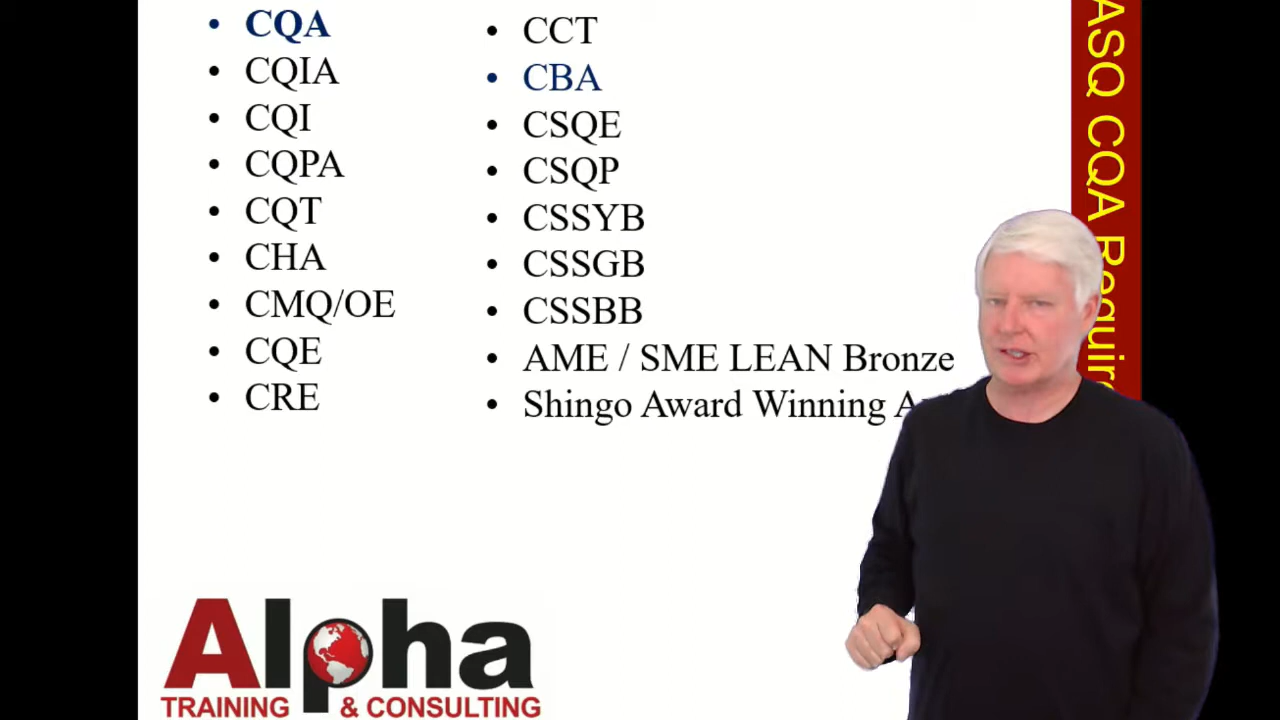 CQA
CQIA
CQI
CQPA
CQT
CHA
CMQ/OE
CQE
CRE
CCT
CBA
CSQE
CSQP
CSSYB
CSSGB
CSSBB
AME / SME LEAN Bronze
Shingo Award Winning
ASQ CQA
Alpha
TRAINING & CONSULTING